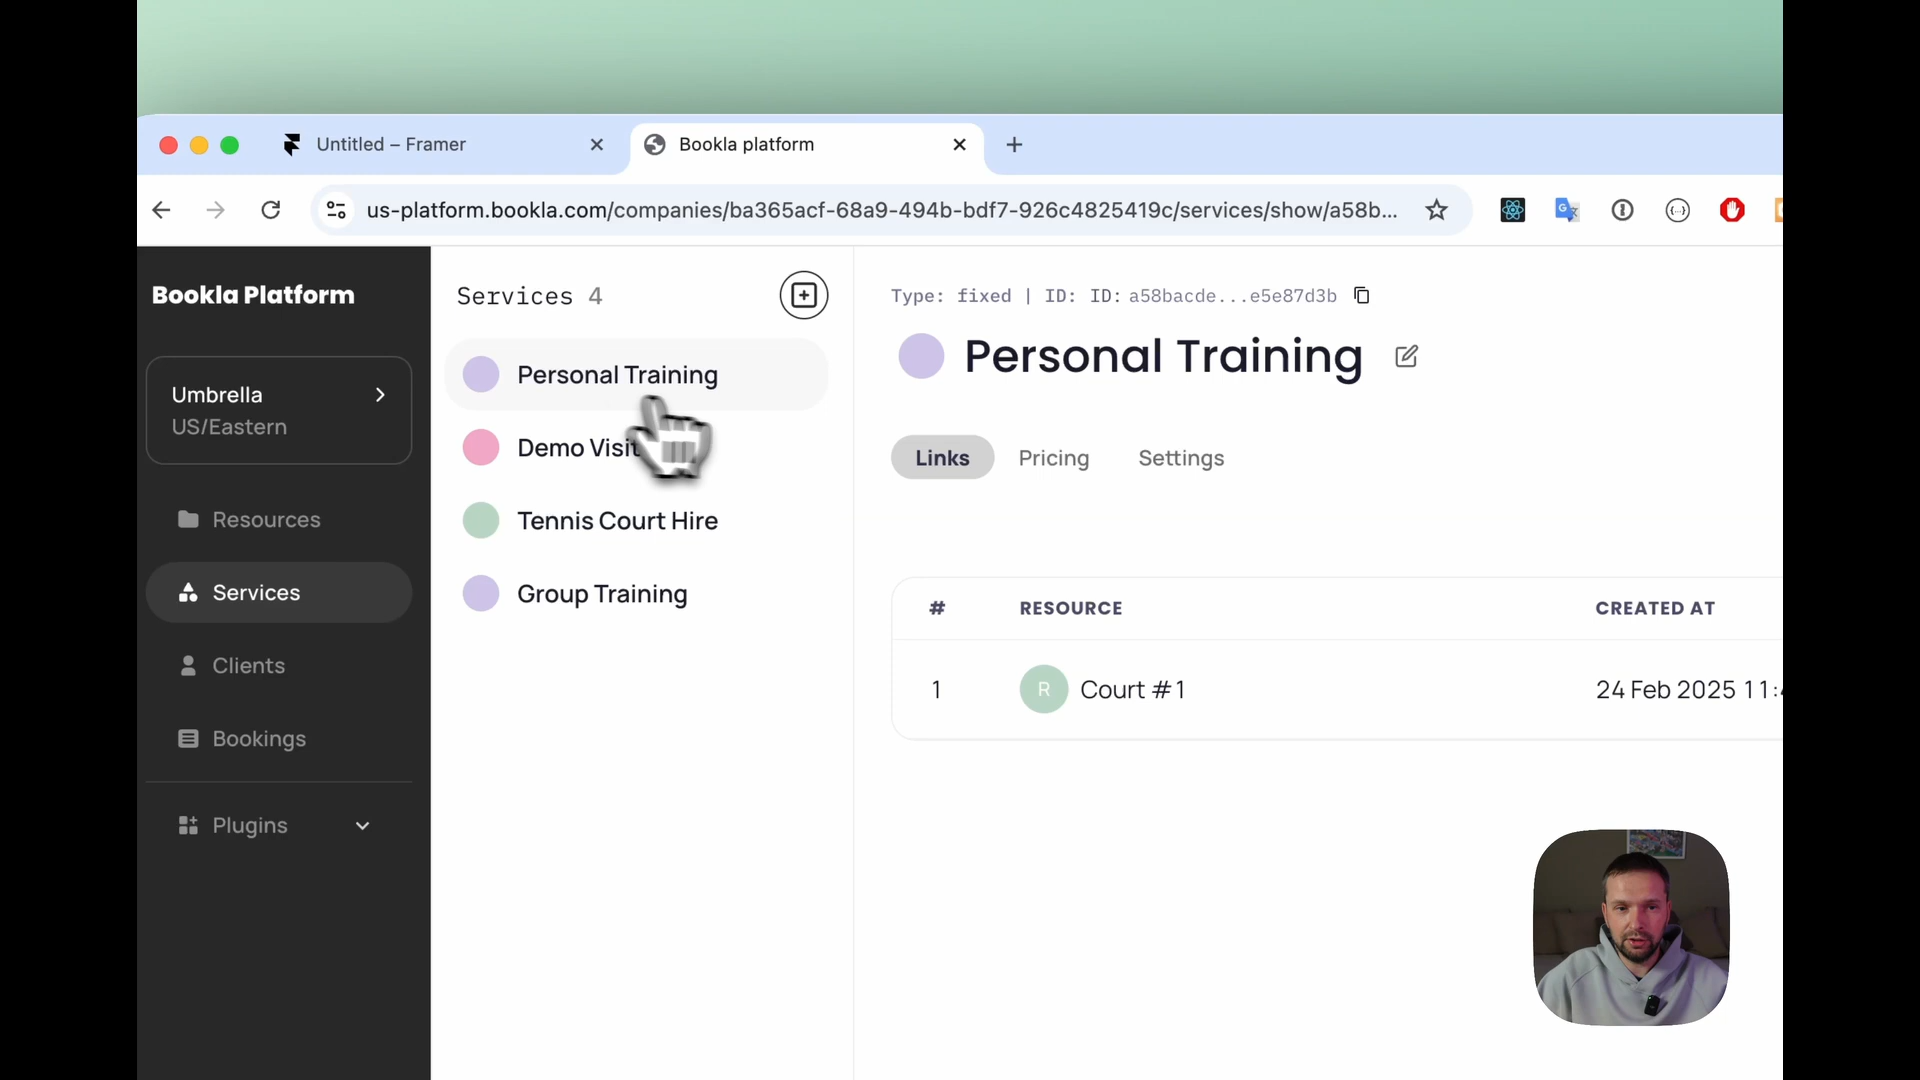 Untitled – Framer
Bookla platform
us-platform.bookla.com/companies/ba365acf-68a9-494b-bdf7-926c4825419c/services/show/a58b...
Bookla Platform
Umbrella
US/Eastern
Resources
Services
Clients
Bookings
Plugins
Services 4
Personal Training
Demo Visit
Tennis Court Hire
Group Training
Type: fixed | ID: ID: a58bacde...e5e87d3b
Personal Training
Links
Pricing
Settings
# RESOURCE CREATED AT
1 R Court #1 24 Feb 2025 11:4